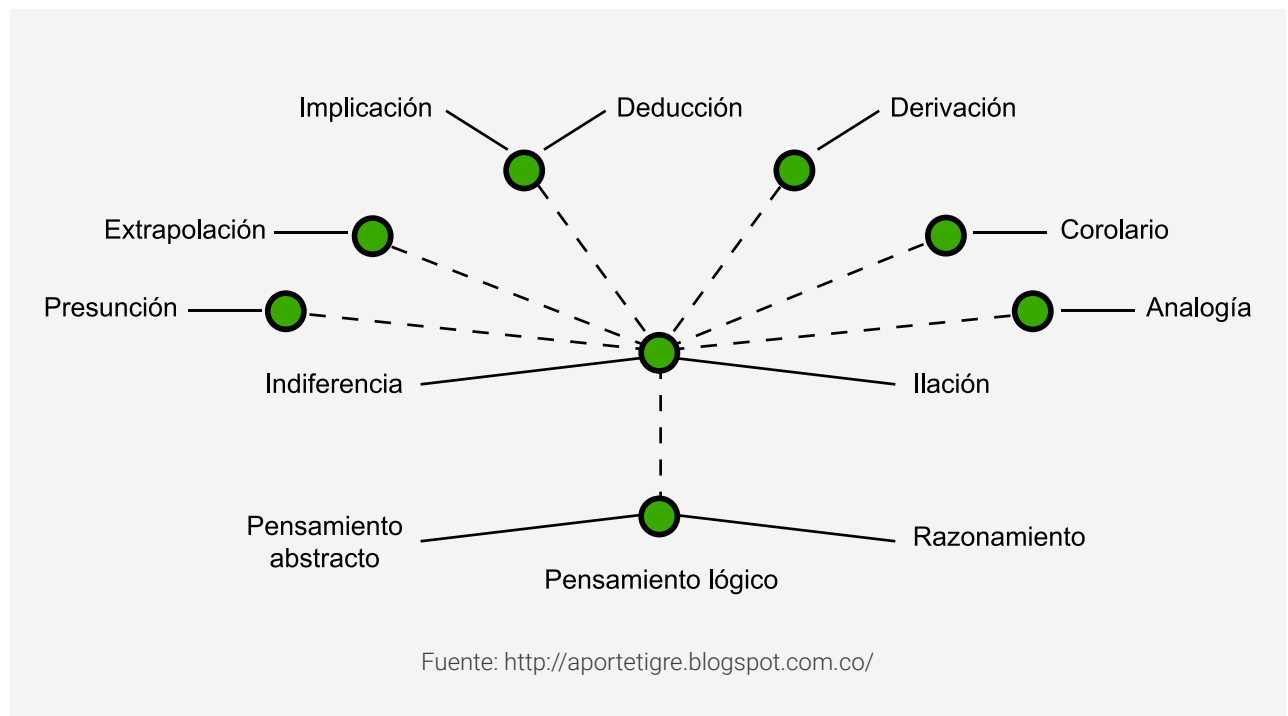 Implicación
Deducción
Derivación
Extrapolación
Corolario
Presunción
Analogía
Indiferencia
Ilación
Pensamiento
abstracto
Razonamiento
Pensamiento lógico
Fuente: http://aportetigre.blogspot.com.co/